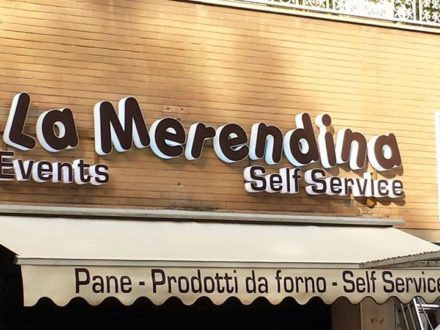 La Merendina
Events Self Service
Pane - Prodotti da forno - Self Service